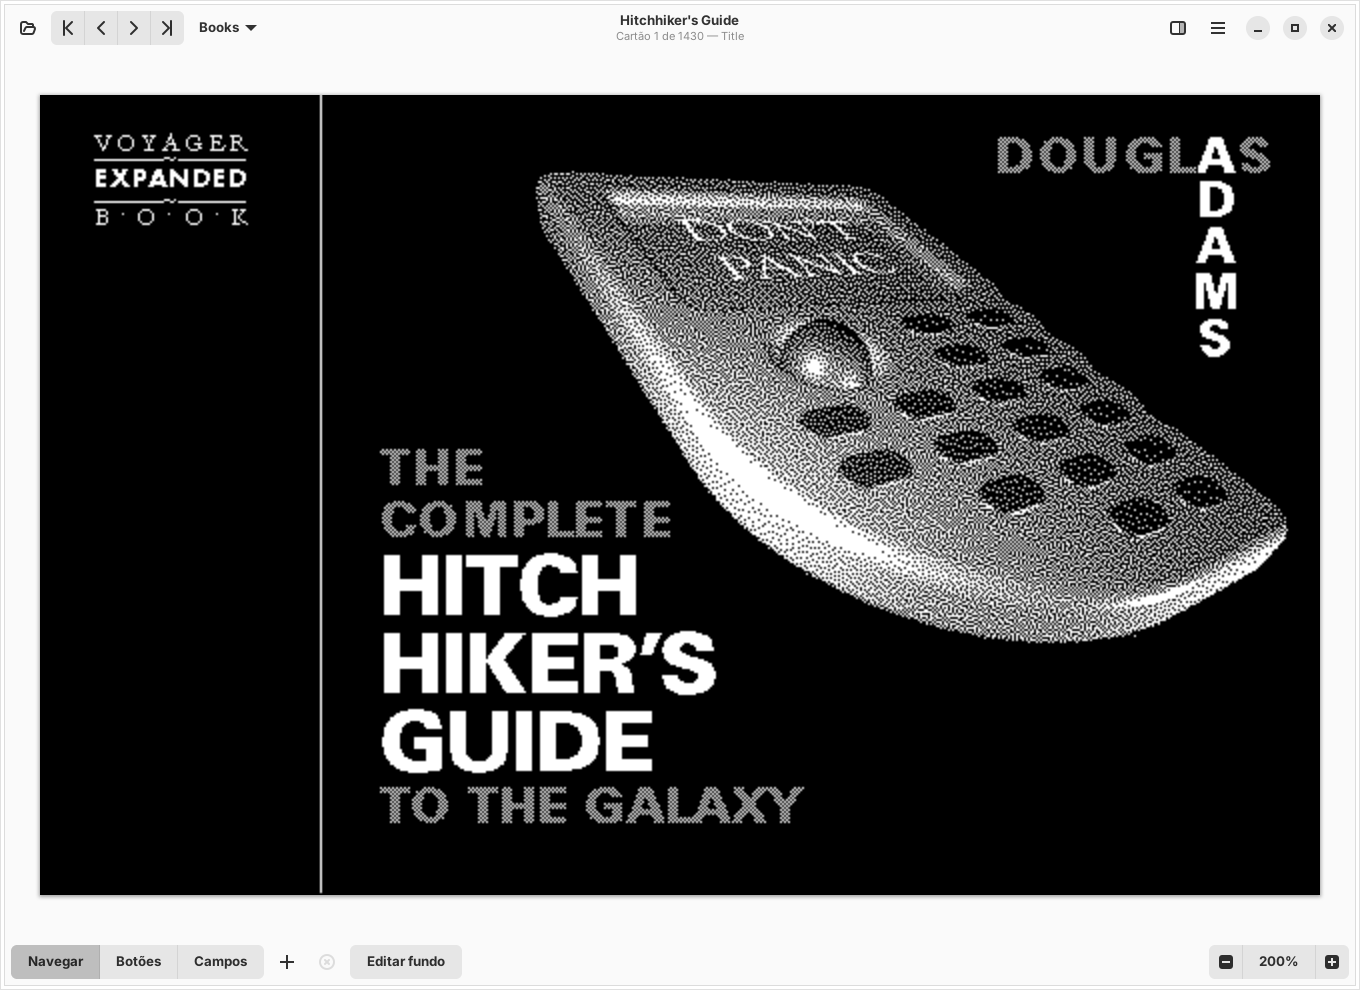 Books
Hitchhiker's Guide
Cartão 1 de 1430 — Title
VOYAGER
EXPANDED
B·O·O·K
DOUGLAS
ADAMS
DON'T
PANIC
THE
COMPLETE
HITCH
HIKER'S
GUIDE
TO THE GALAXY
Navegar
Botões
Campos
Editar fundo
200%